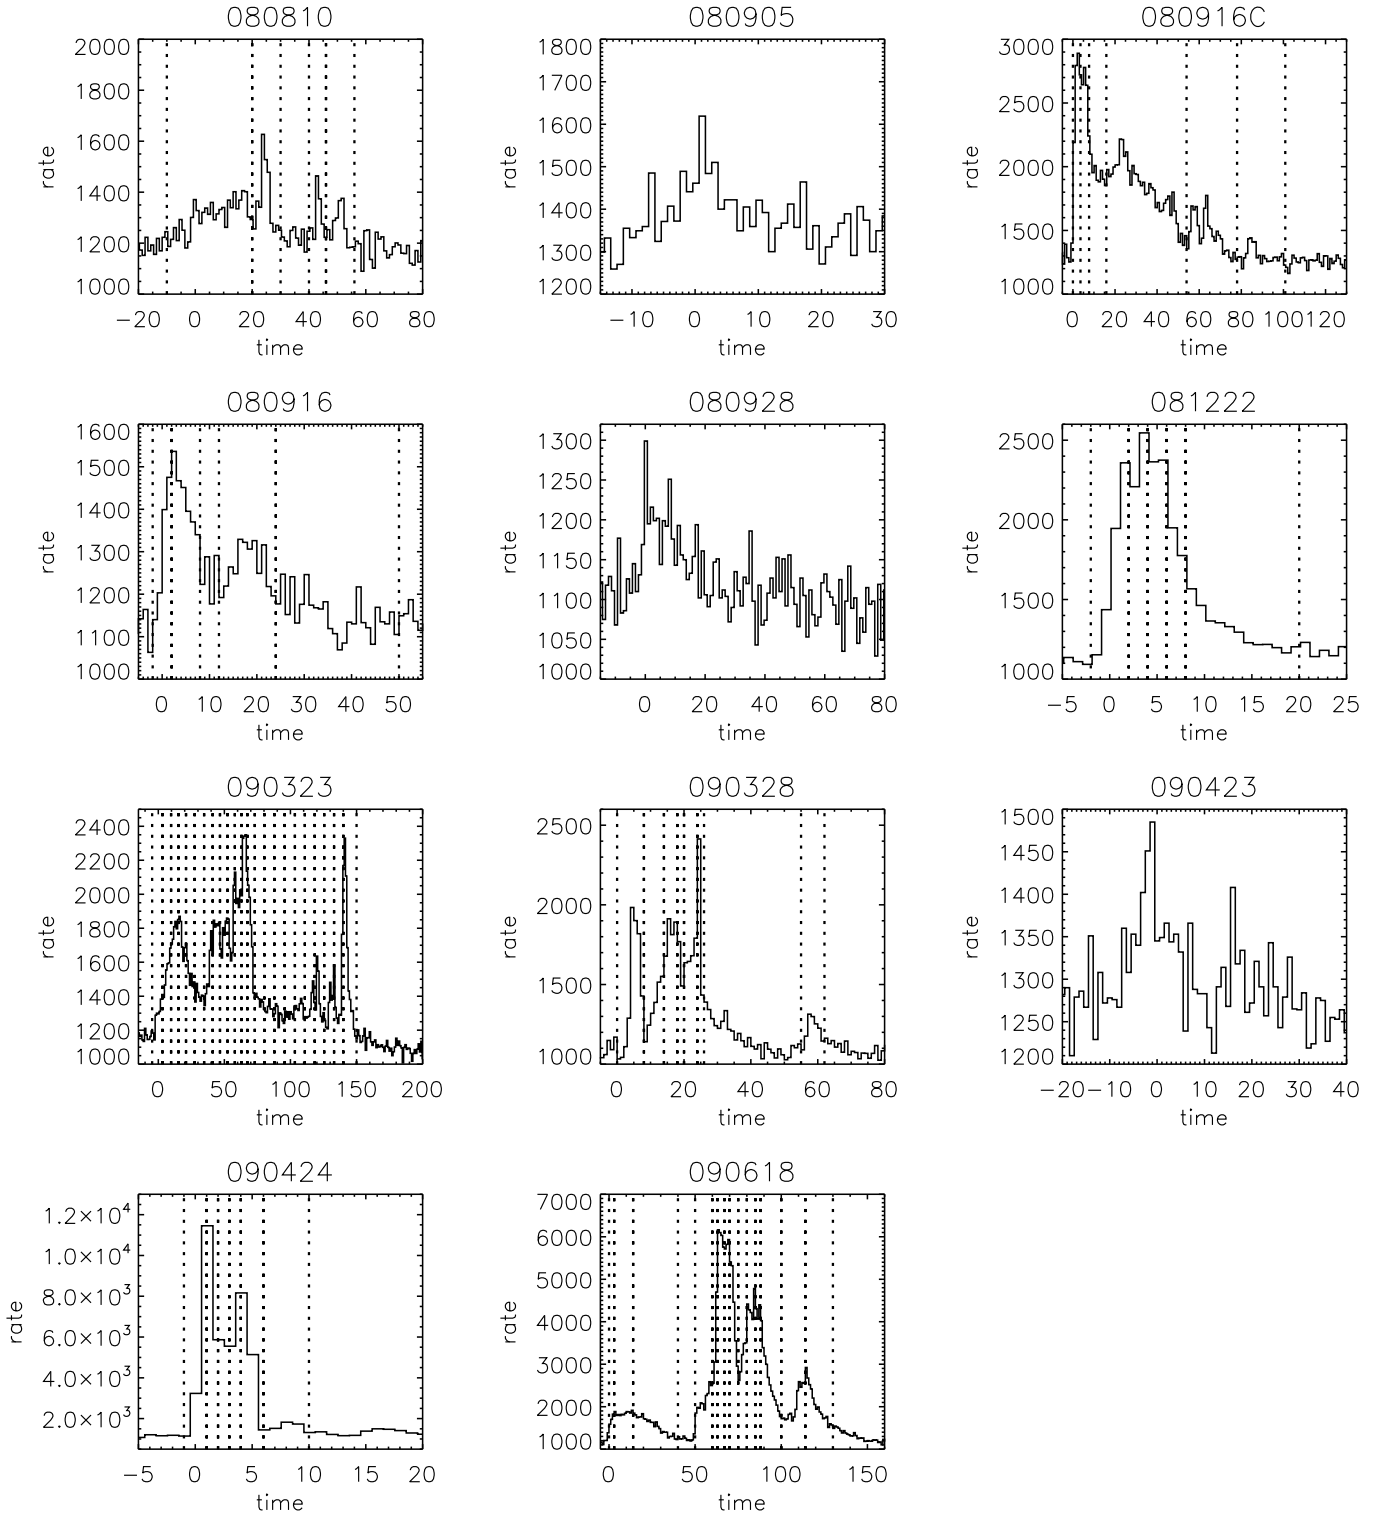 080810
080905
080916C
rate
2000
1800
1600
1400
1200
1000
−20 0 20 40 60 80
time
rate
1800
1700
1600
1500
1400
1300
1200
−10 0 10 20 30
time
rate
3000
2500
2000
1500
1000
0 20 40 60 80 100120
time
080916
080928
081222
rate
1600
1500
1400
1300
1200
1100
1000
0 10 20 30 40 50
time
rate
1300
1250
1200
1150
1100
1050
1000
0 20 40 60 80
time
rate
2500
2000
1500
1000
−5 0 5 10 15 20 25
time
090323
090328
090423
rate
2400
2200
2000
1800
1600
1400
1200
1000
0 50 100 150 200
time
rate
2500
2000
1500
1000
0 20 40 60 80
time
rate
1500
1450
1400
1350
1300
1250
1200
−20−10 0 10 20 30 40
time
090424
090618
rate
1.2×10⁴
1.0×10⁴
8.0×10³
6.0×10³
4.0×10³
2.0×10³
−5 0 5 10 15 20
time
rate
7000
6000
5000
4000
3000
2000
1000
0 50 100 150
time